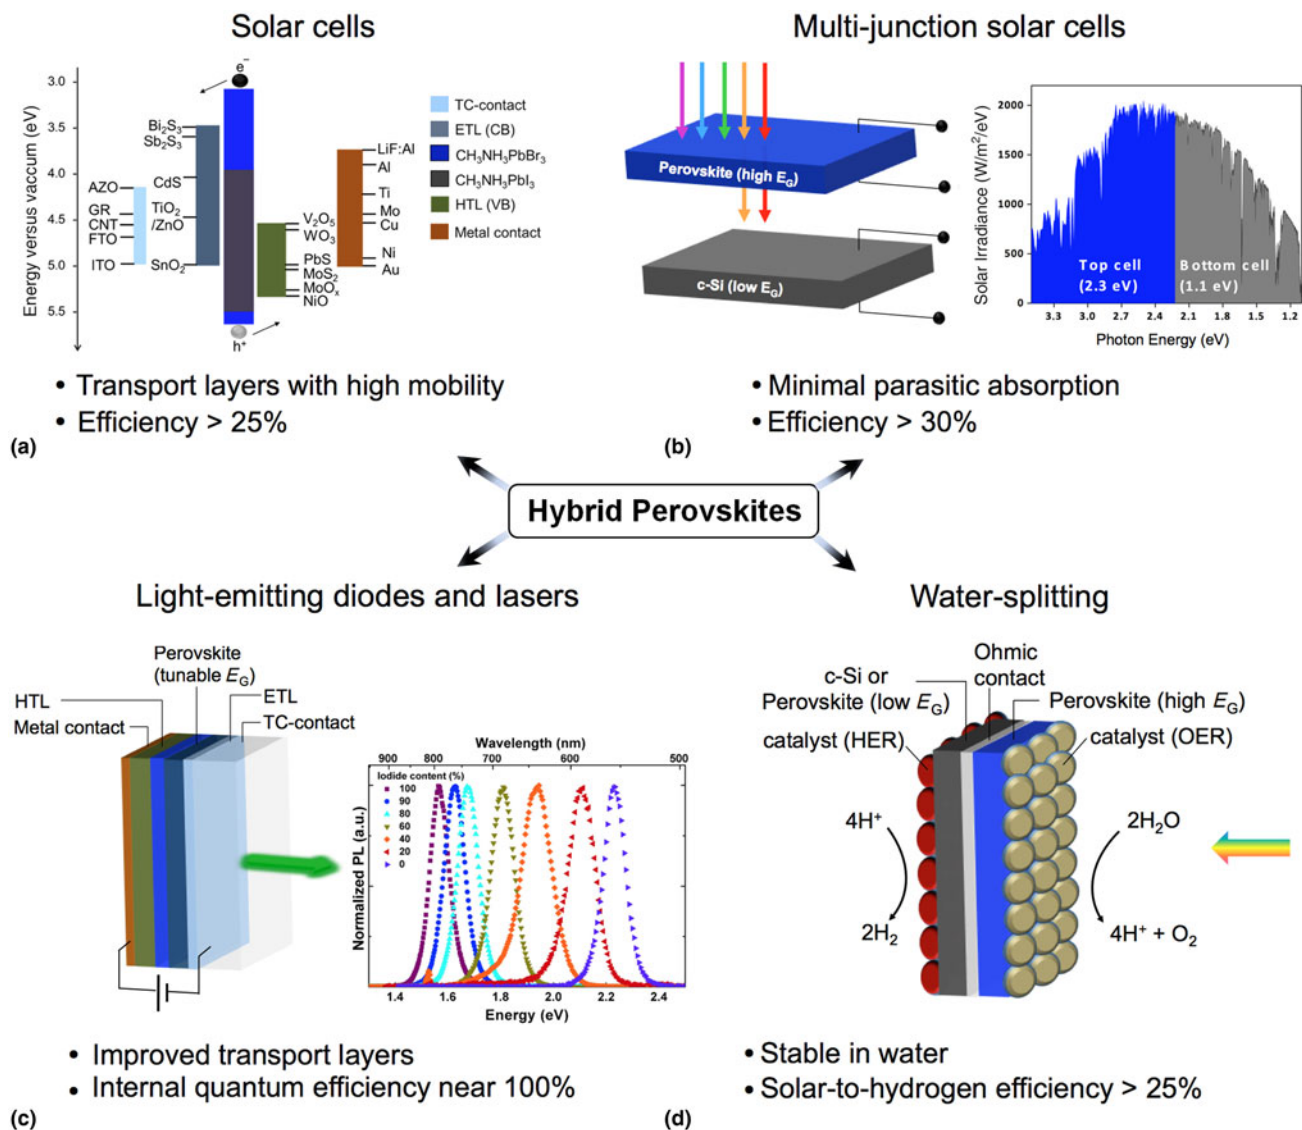 Solar cells
Energy versus vaccum (eV)
3.0
3.5
4.0
4.5
5.0
5.5
e⁻
h⁺
Bi₂S₃
Sb₂S₃
CdS
TiO₂
/ZnO
SnO₂
AZO
GR
CNT
FTO
ITO
V₂O₅
WO₃
PbS
MoS₂
MoOₓ
NiO
LiF:Al
Al
Ti
Mo
Cu
Ni
Au
TC-contact
ETL (CB)
CH₃NH₃PbBr₃
CH₃NH₃PbI₃
HTL (VB)
Metal contact
• Transport layers with high mobility
• Efficiency > 25%
(a)
Multi-junction solar cells
Perovskite (high E_G)
c-Si (low E_G)
Solar Irradiance (W/m²/eV)
2000
1500
1000
500
0
Top cell
(2.3 eV)
Bottom cell
(1.1 eV)
3.3 3.0 2.7 2.4 2.1 1.8 1.5 1.2
Photon Energy (eV)
• Minimal parasitic absorption
• Efficiency > 30%
(b)
Hybrid Perovskites
Light-emitting diodes and lasers
Perovskite
(tunable E_G)
HTL
ETL
Metal contact
TC-contact
Wavelength (nm)
900 800 700 600 500
Iodide content (%)
100
90
80
60
40
20
0
Normalized PL (a.u.)
1.4 1.6 1.8 2.0 2.2 2.4
Energy (eV)
• Improved transport layers
• Internal quantum efficiency near 100%
(c)
Water-splitting
c-Si or
Perovskite (low E_G)
Ohmic
contact
Perovskite (high E_G)
catalyst (HER)
catalyst (OER)
4H⁺
2H₂
2H₂O
4H⁺ + O₂
• Stable in water
• Solar-to-hydrogen efficiency > 25%
(d)